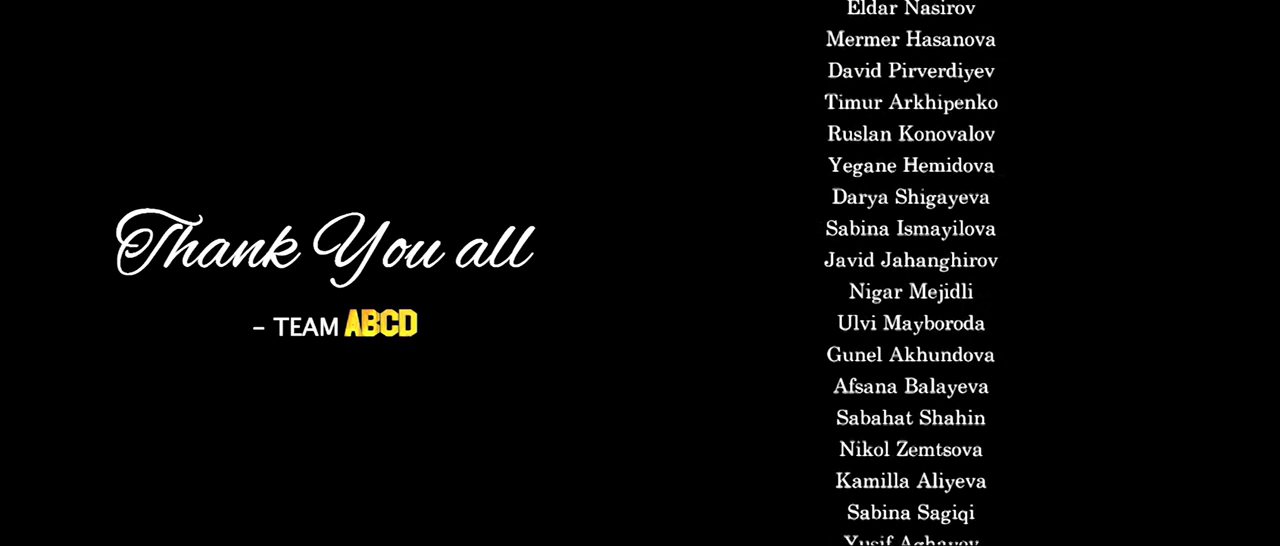 Thank You all
– TEAM ABCD
Eldar Nasirov
Mermer Hasanova
David Pirverdiyev
Timur Arkhipenko
Ruslan Konovalov
Yegane Hemidova
Darya Shigayeva
Sabina Ismayilova
Javid Jahanghirov
Nigar Mejidli
Ulvi Mayboroda
Gunel Akhundova
Afsana Balayeva
Sabahat Shahin
Nikol Zemtsova
Kamilla Aliyeva
Sabina Sagiqi
Yusif Aghayev